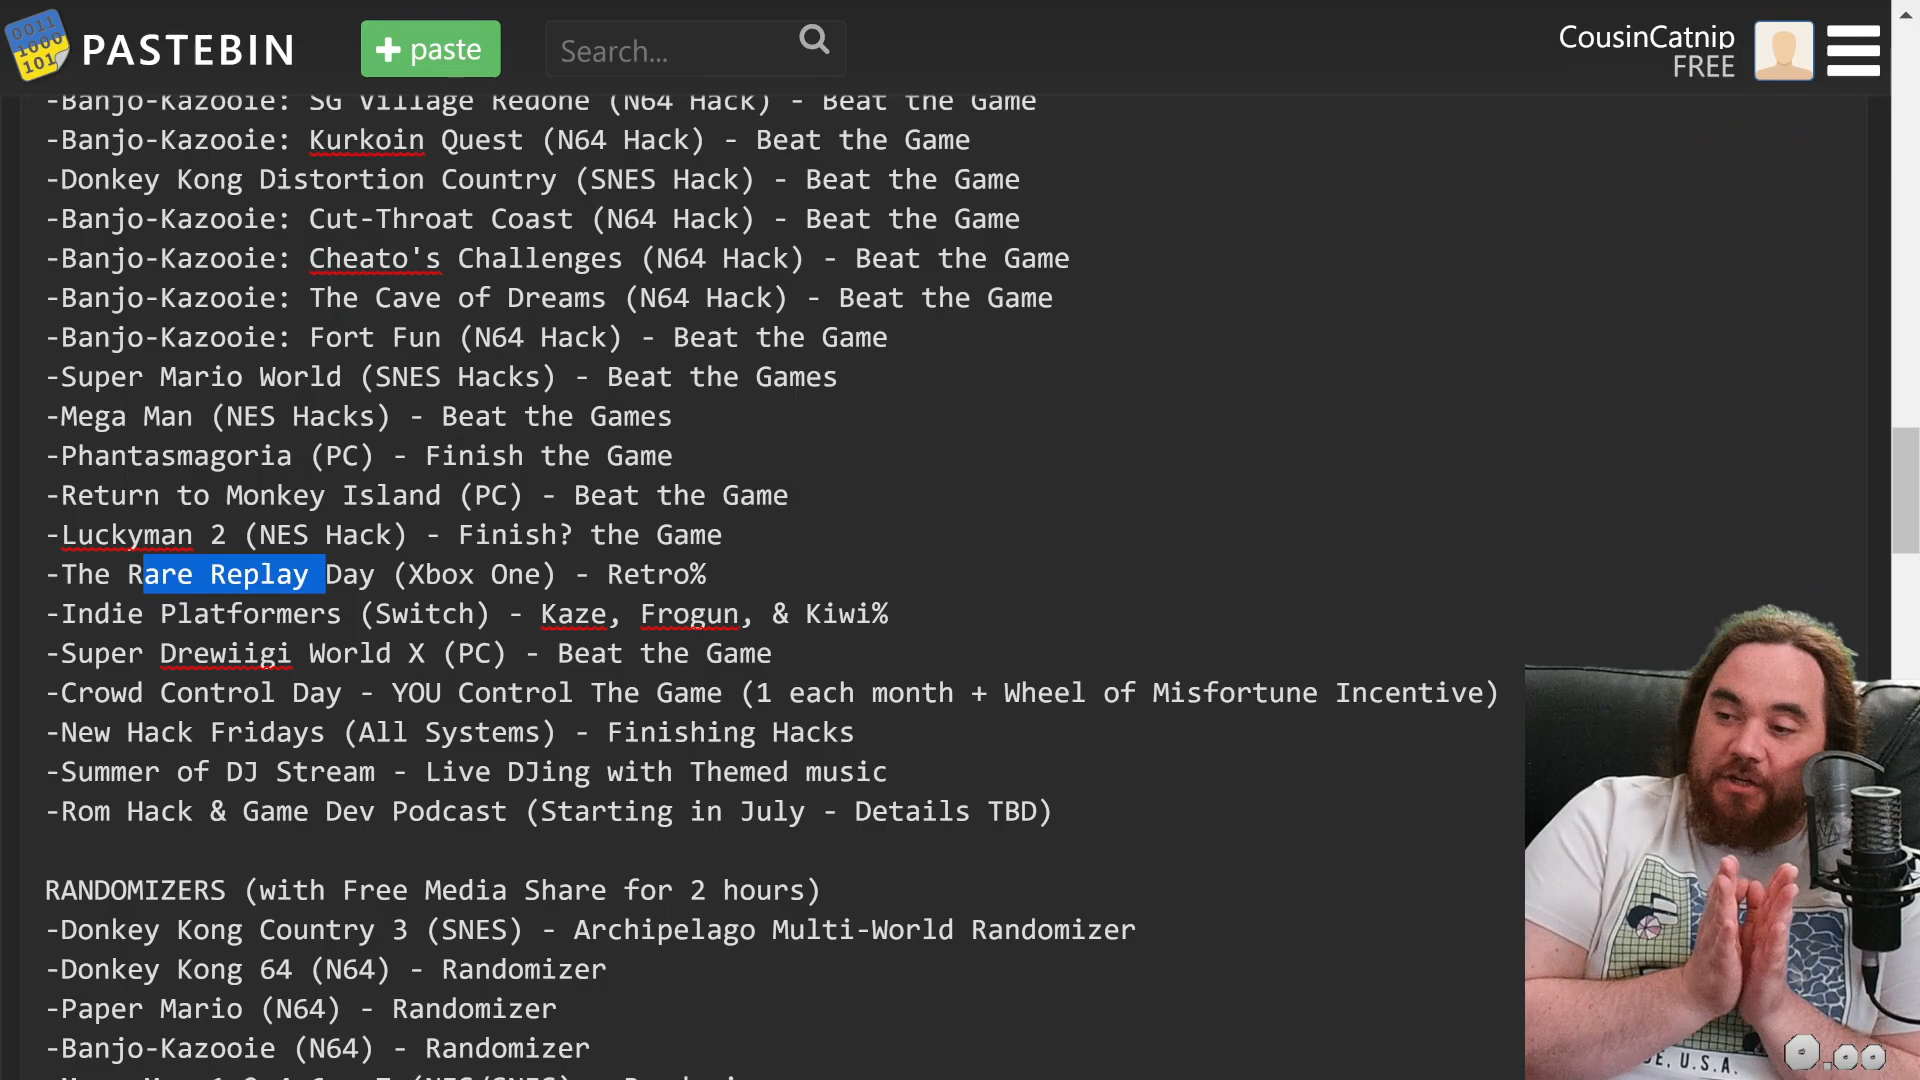 0011
1000
101
PASTEBIN
+ paste
Search...
CousinCatnip
FREE
-Banjo-Kazooie: SG Village Redone (N64 Hack) - Beat the Game
-Banjo-Kazooie: Kurkoin Quest (N64 Hack) - Beat the Game
-Donkey Kong Distortion Country (SNES Hack) - Beat the Game
-Banjo-Kazooie: Cut-Throat Coast (N64 Hack) - Beat the Game
-Banjo-Kazooie: Cheato's Challenges (N64 Hack) - Beat the Game
-Banjo-Kazooie: The Cave of Dreams (N64 Hack) - Beat the Game
-Banjo-Kazooie: Fort Fun (N64 Hack) - Beat the Game
-Super Mario World (SNES Hacks) - Beat the Games
-Mega Man (NES Hacks) - Beat the Games
-Phantasmagoria (PC) - Finish the Game
-Return to Monkey Island (PC) - Beat the Game
-Luckyman 2 (NES Hack) - Finish? the Game
-The Rare Replay Day (Xbox One) - Retro%
-Indie Platformers (Switch) - Kaze, Frogun, & Kiwi%
-Super Drewiigi World X (PC) - Beat the Game
-Crowd Control Day - YOU Control The Game (1 each month + Wheel of Misfortune Incentive)
-New Hack Fridays (All Systems) - Finishing Hacks
-Summer of DJ Stream - Live DJing with Themed music
-Rom Hack & Game Dev Podcast (Starting in July - Details TBD)
RANDOMIZERS (with Free Media Share for 2 hours)
-Donkey Kong Country 3 (SNES) - Archipelago Multi-World Randomizer
-Donkey Kong 64 (N64) - Randomizer
-Paper Mario (N64) - Randomizer
-Banjo-Kazooie (N64) - Randomizer
U.S.A.
0.00